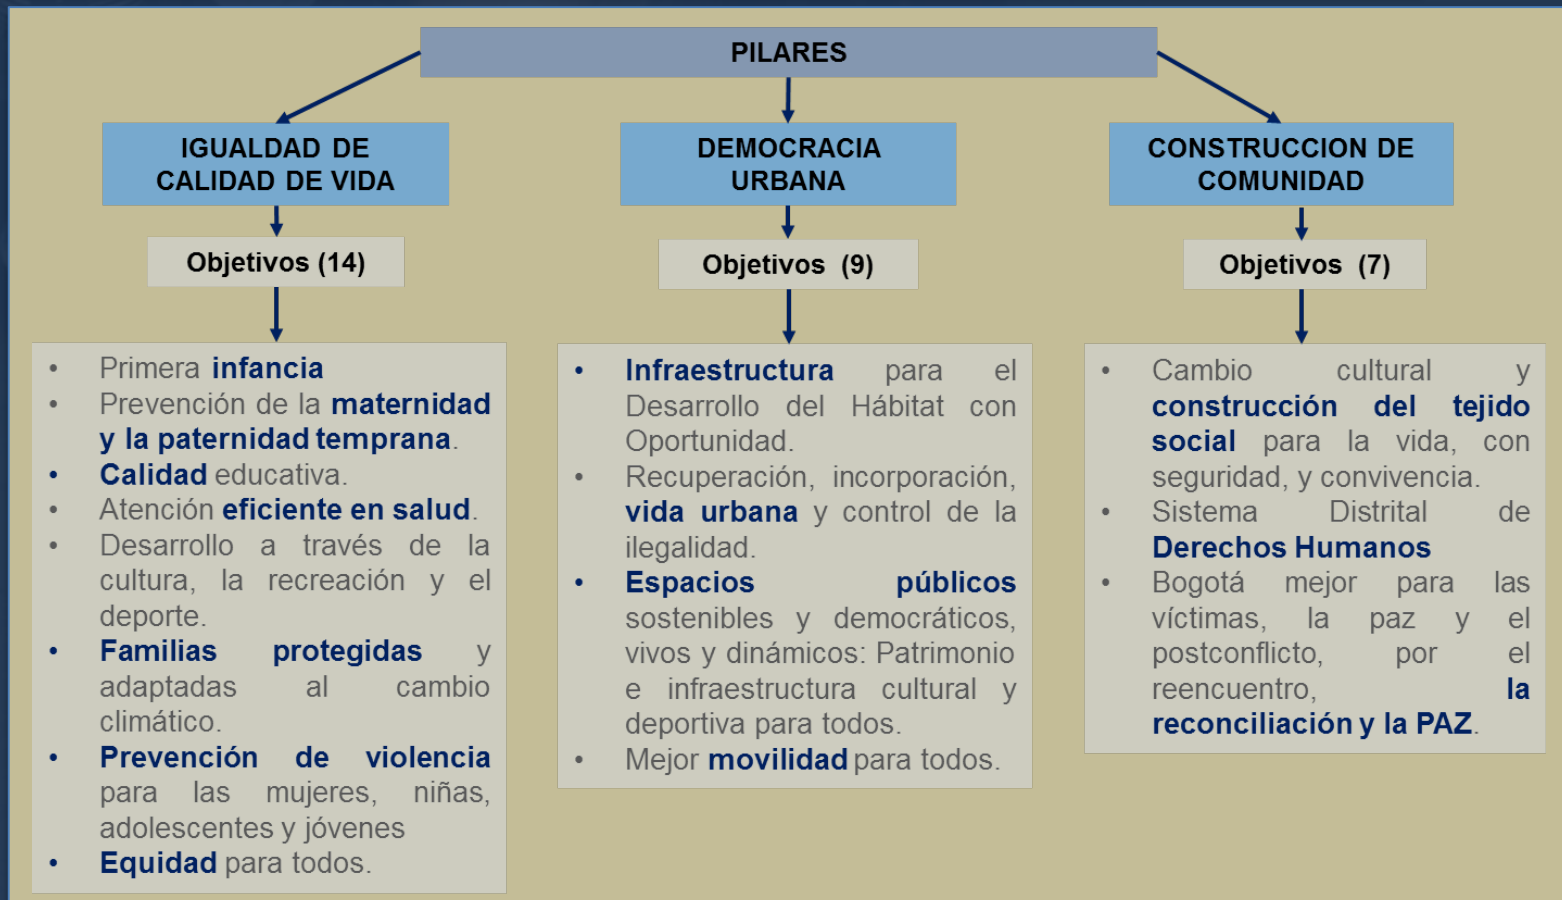 PILARES
IGUALDAD DE
CALIDAD DE VIDA
Objetivos (14)
• Primera infancia
• Prevención de la maternidad
y la paternidad temprana.
• Calidad educativa.
• Atención eficiente en salud.
• Desarrollo a través de la
cultura, la recreación y el
deporte.
• Familias protegidas y
adaptadas al cambio
climático.
• Prevención de violencia
para las mujeres, niñas,
adolescentes y jóvenes
• Equidad para todos.
DEMOCRACIA
URBANA
Objetivos (9)
• Infraestructura para el
Desarrollo del Hábitat con
Oportunidad.
• Recuperación, incorporación,
vida urbana y control de la
ilegalidad.
• Espacios públicos
sostenibles y democráticos,
vivos y dinámicos: Patrimonio
e infraestructura cultural y
deportiva para todos.
• Mejor movilidad para todos.
CONSTRUCCION DE
COMUNIDAD
Objetivos (7)
• Cambio cultural y
construcción del tejido
social para la vida, con
seguridad, y convivencia.
• Sistema Distrital de
Derechos Humanos
• Bogotá mejor para las
víctimas, la paz y el
postconflicto, por el
reencuentro, la
reconciliación y la PAZ.